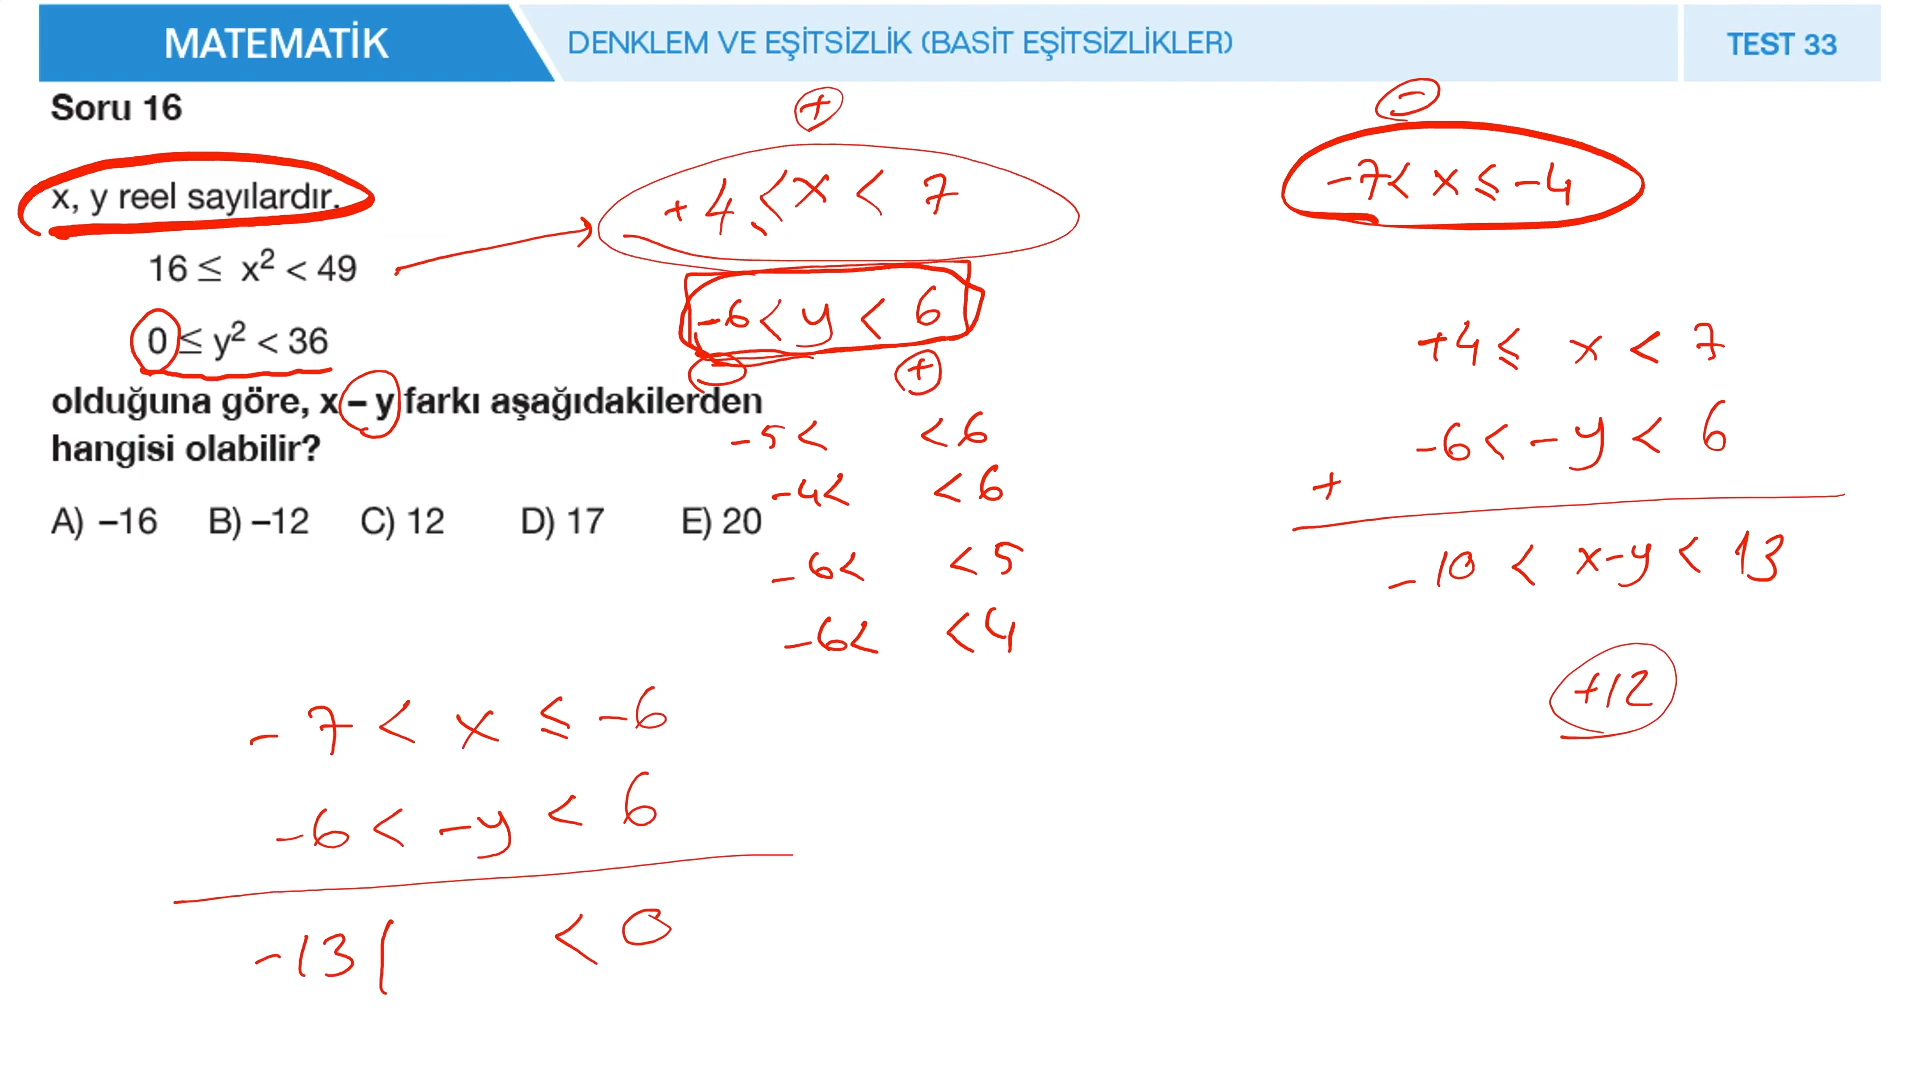 MATEMATİK
DENKLEM VE EŞİTSİZLİK (BASİT EŞİTSİZLİKLER)
TEST 33
Soru 16
x, y reel sayılardır.
16 ≤ x² < 49
0 ≤ y² < 36
olduğuna göre, x – y farkı aşağıdakilerden
hangisi olabilir?
A) –16 B) –12 C) 12 D) 17 E) 20
+
+4 ≤ x < 7
-6 < y < 6
- +
-5 < < 6
-4 < < 6
-6 < < 5
-6 < < 4
-
-7 < x ≤ -4
+4 ≤ x < 7
-6 < -y < 6
+
-10 < x-y < 13
+12
-7 < x ≤ -6
-6 < -y < 6
-13 ( < 0